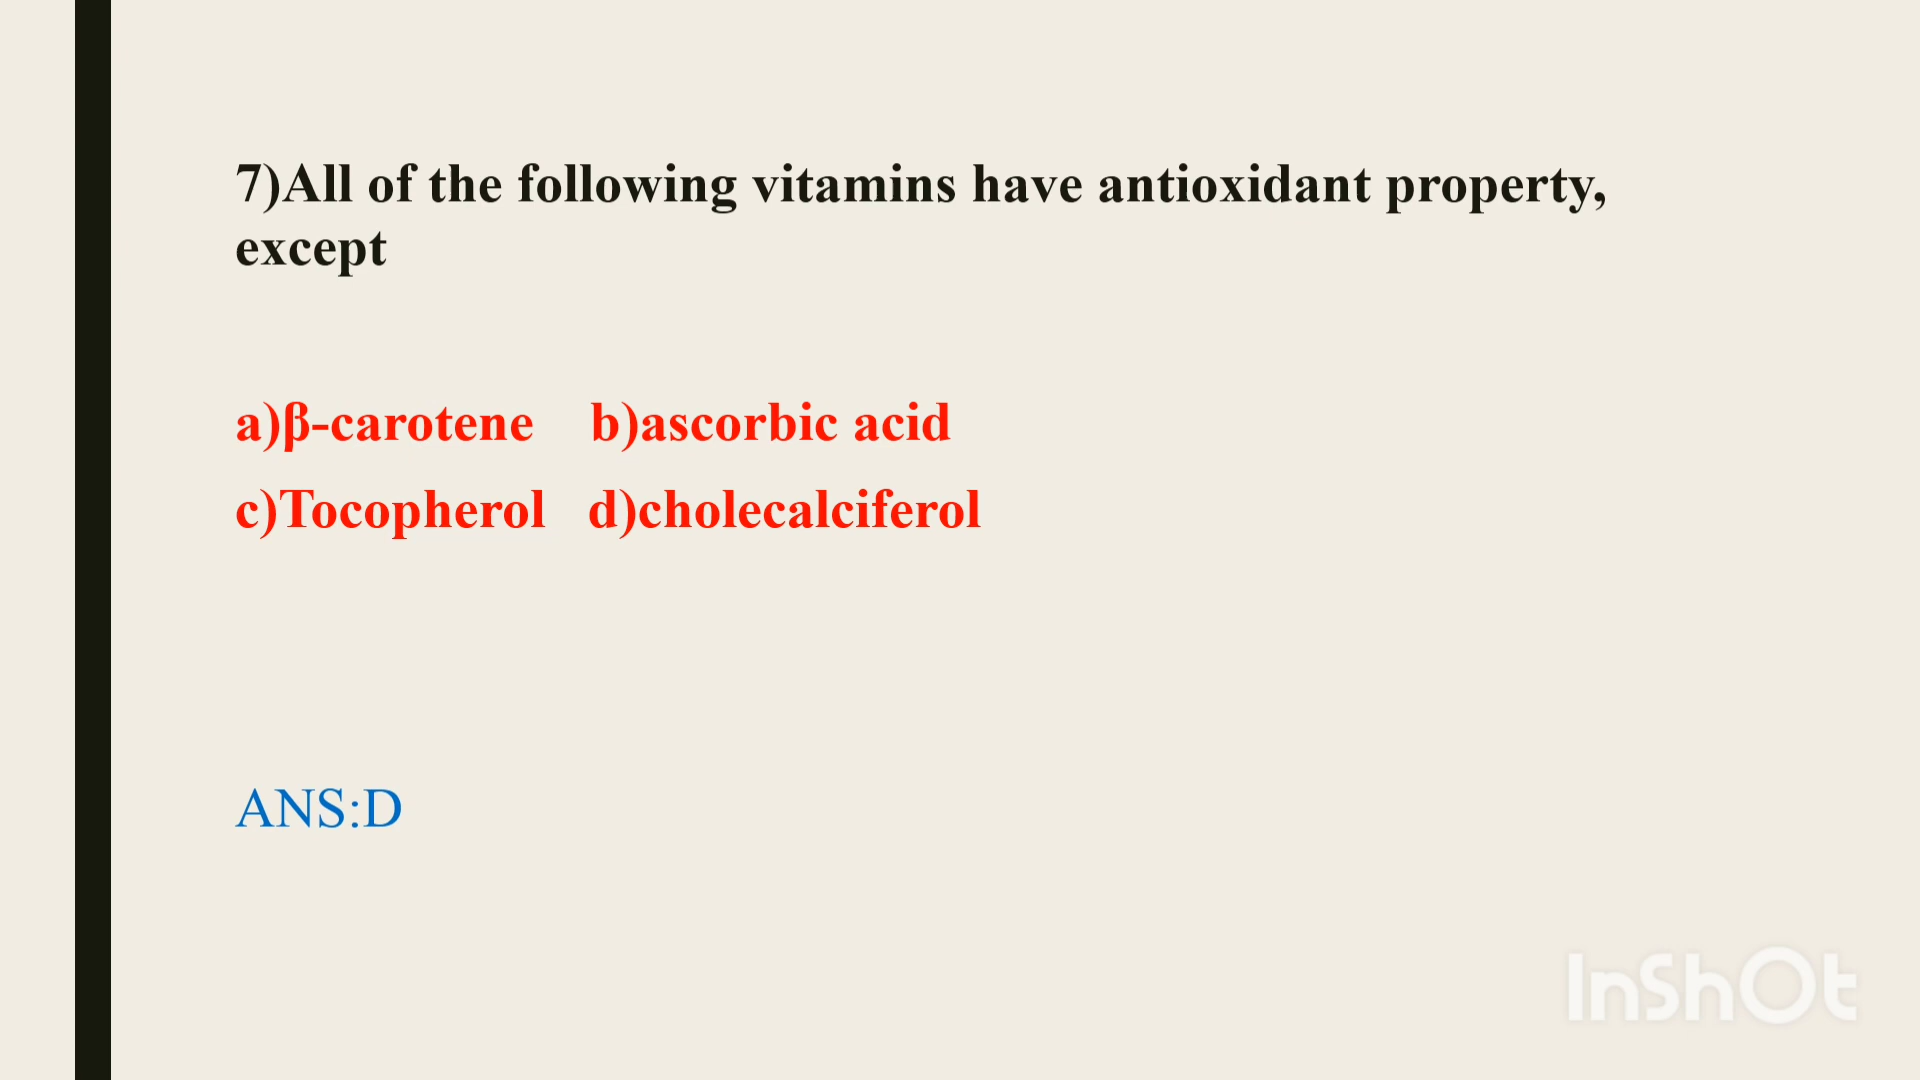 7)All of the following vitamins have antioxidant property,
except
a)β-carotene b)ascorbic acid
c)Tocopherol d)cholecalciferol
ANS:D
InShOt